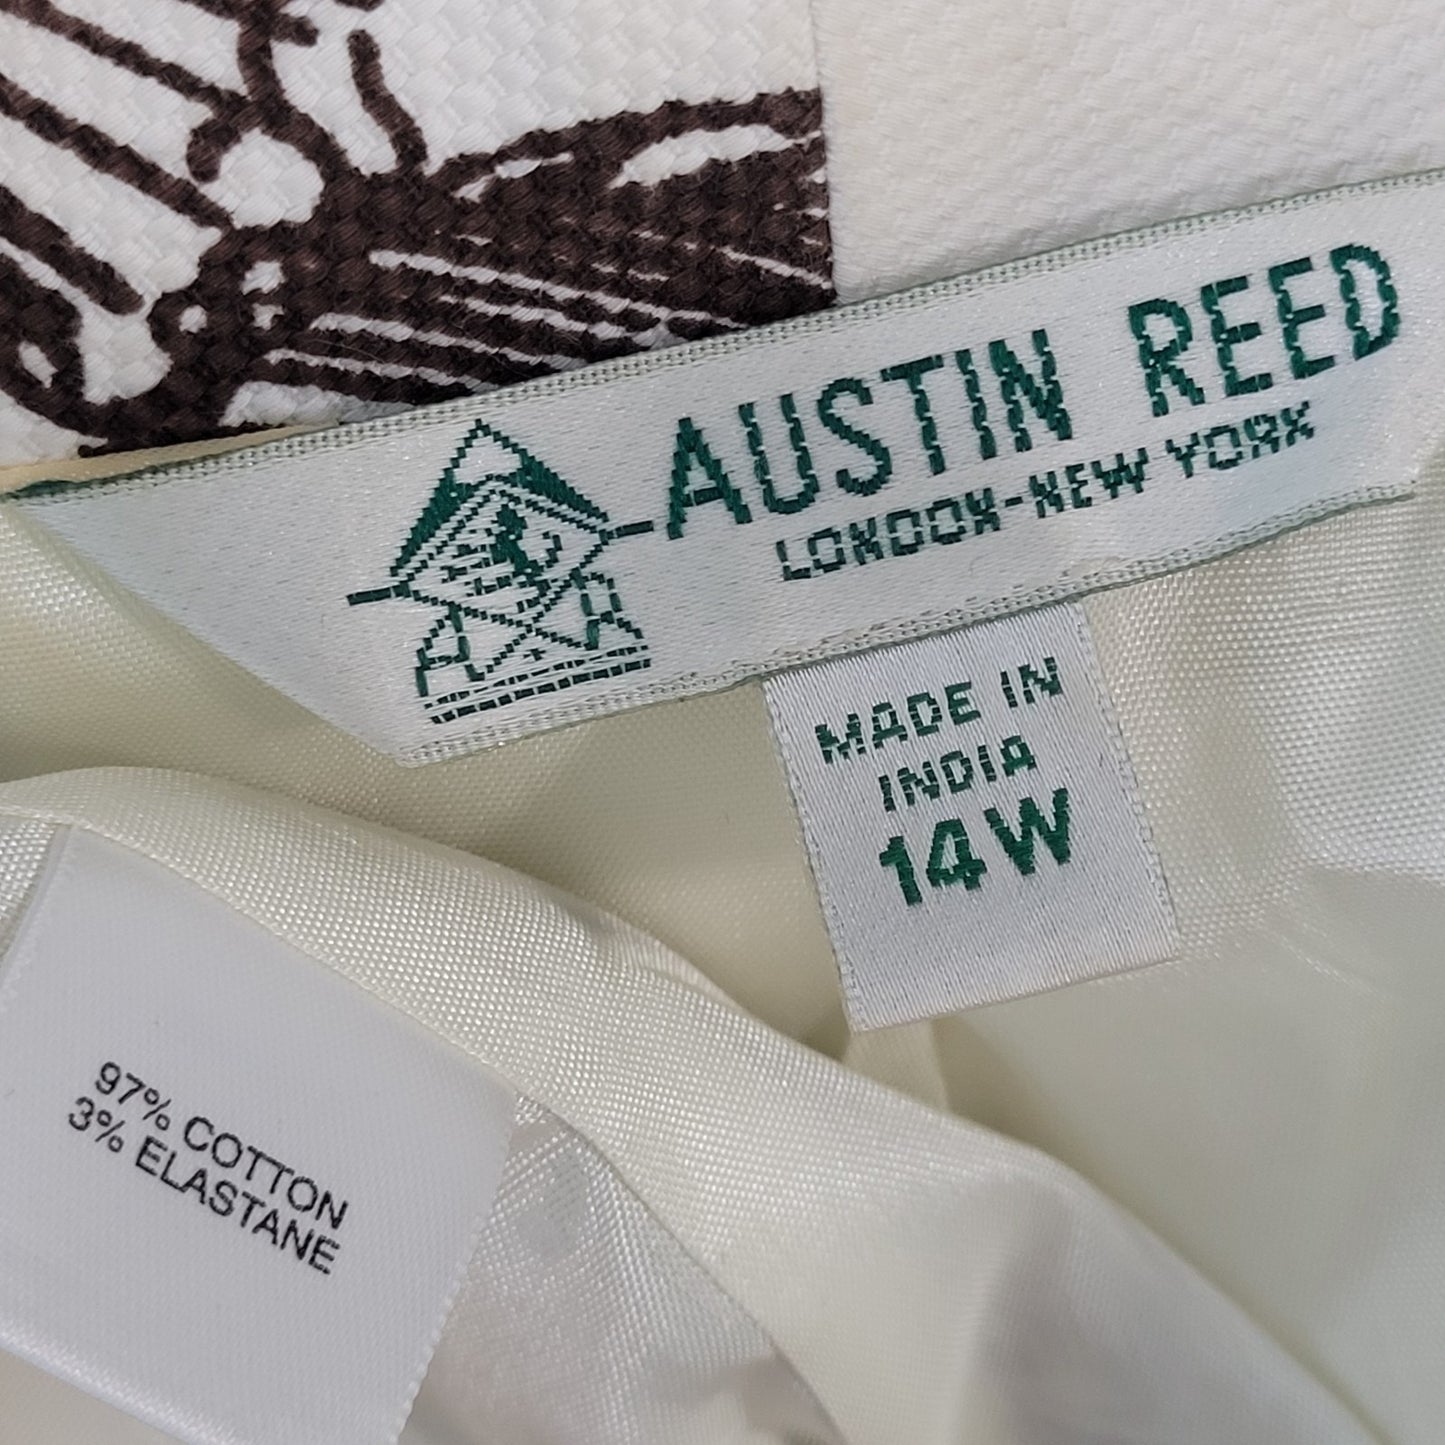 AUSTIN REED
LONDON-NEW YORK
MADE IN
INDIA
14W
97% COTTON
3% ELASTANE